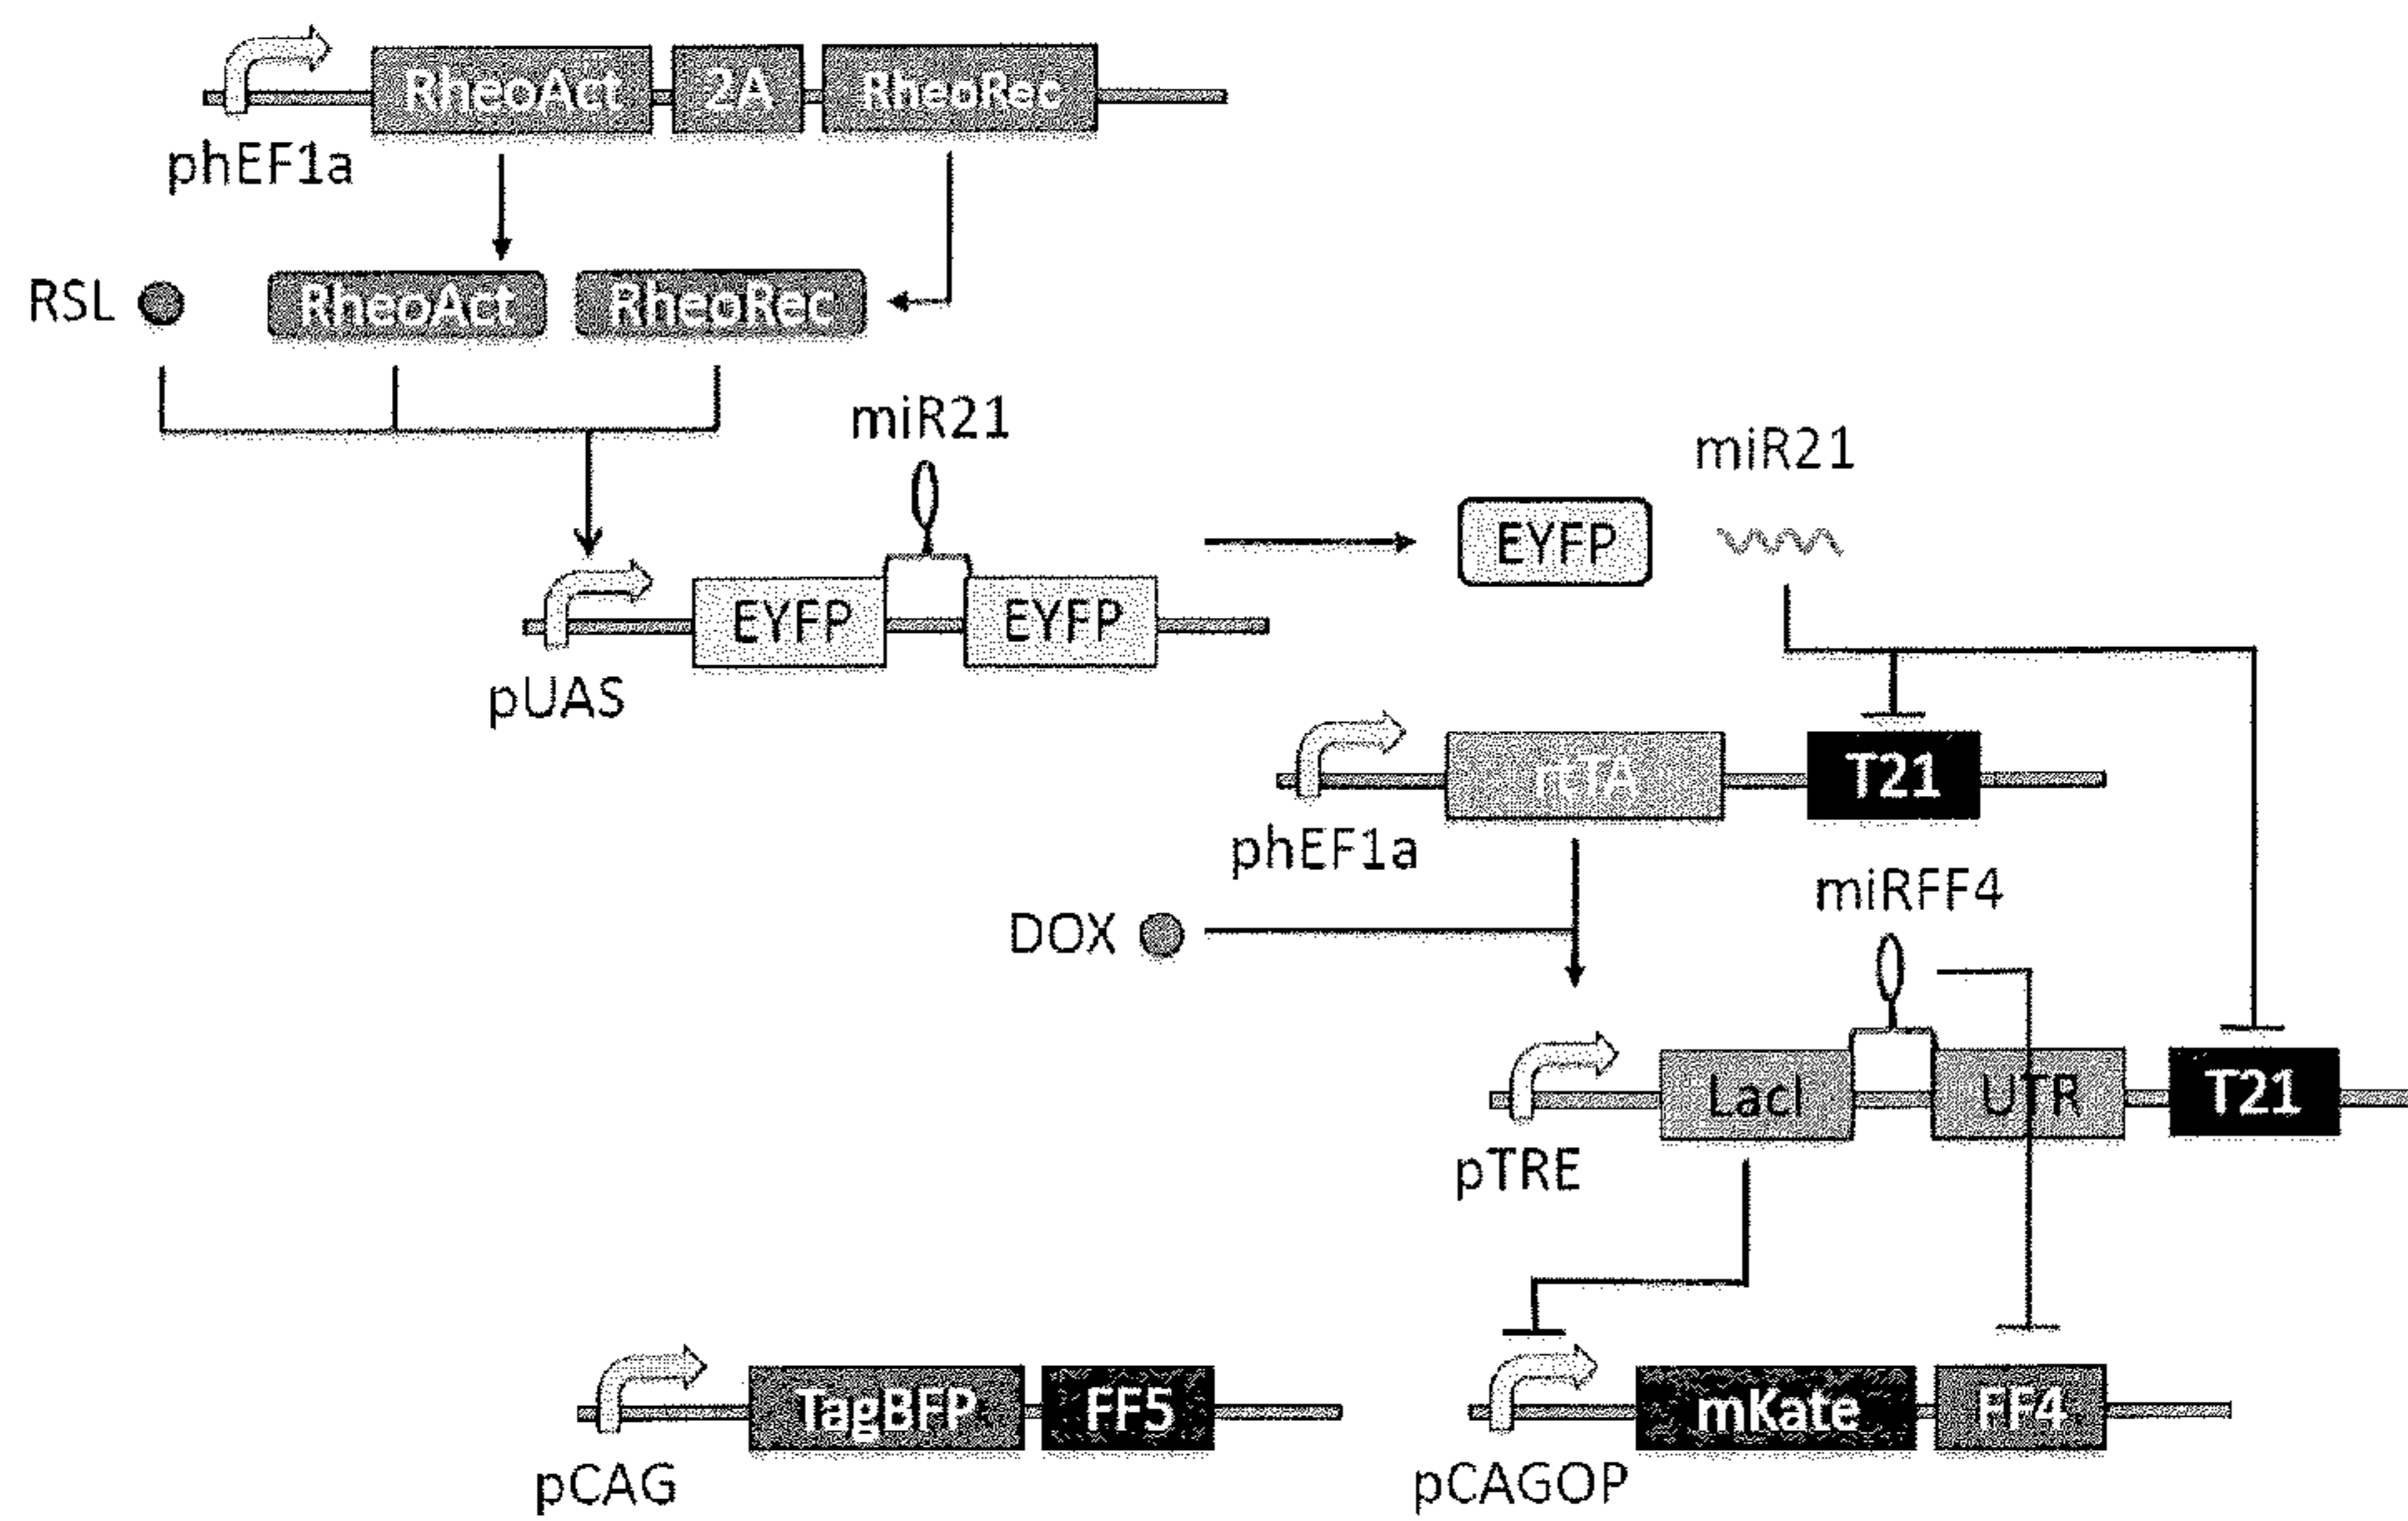 RheoAct 2A RheoRec
phEF1a
RSL RheoAct RheoRec
miR21
EYFP EYFP
pUAS
EYFP
miR21
rtTA T21
phEF1a
DOX
miRFF4
LacI UTR T21
pTRE
TagBFP FF5
pCAG
mKate FF4
pCAGOP